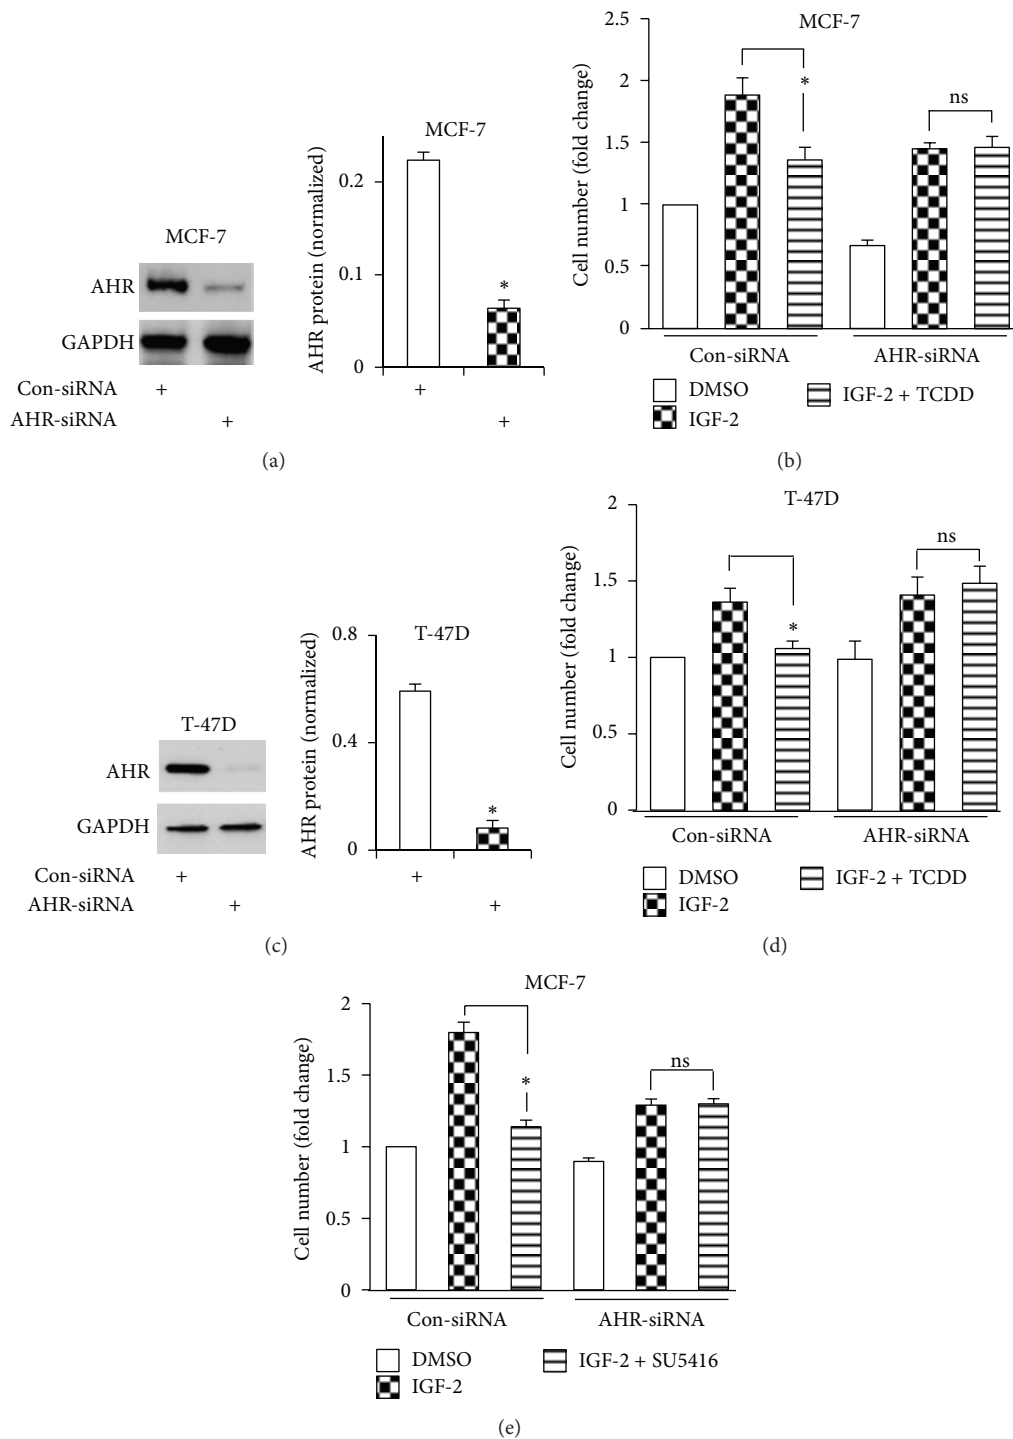 MCF-7
AHR
GAPDH
Con-siRNA +
AHR-siRNA +
MCF-7
AHR protein (normalized)
0.2
0.1
0
*
+
+
(a)
MCF-7
Cell number (fold change)
2.5
2
1.5
1
0.5
0
*
ns
Con-siRNA AHR-siRNA
DMSO IGF-2 + TCDD
IGF-2
(b)
T-47D
AHR
GAPDH
Con-siRNA +
AHR-siRNA +
T-47D
AHR protein (normalized)
0.8
0.4
0
*
+
+
(c)
T-47D
Cell number (fold change)
2
1.5
1
0.5
0
*
ns
Con-siRNA AHR-siRNA
DMSO IGF-2 + TCDD
IGF-2
(d)
MCF-7
Cell number (fold change)
2
1.5
1
0.5
0
*
ns
Con-siRNA AHR-siRNA
DMSO IGF-2 + SU5416
IGF-2
(e)